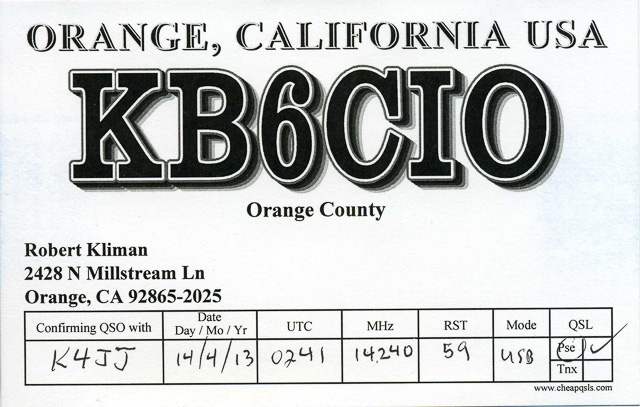 ORANGE, CALIFORNIA USA
KB6CIO
Orange County
Robert Kliman
2428 N Millstream Ln
Orange, CA 92865-2025
Confirming QSO with Date Day / Mo / Yr UTC MHz RST Mode QSL
K4JJ 14/4/13 0241 14.240 59 USB Pse ✓
Tnx
www.cheapqsls.com